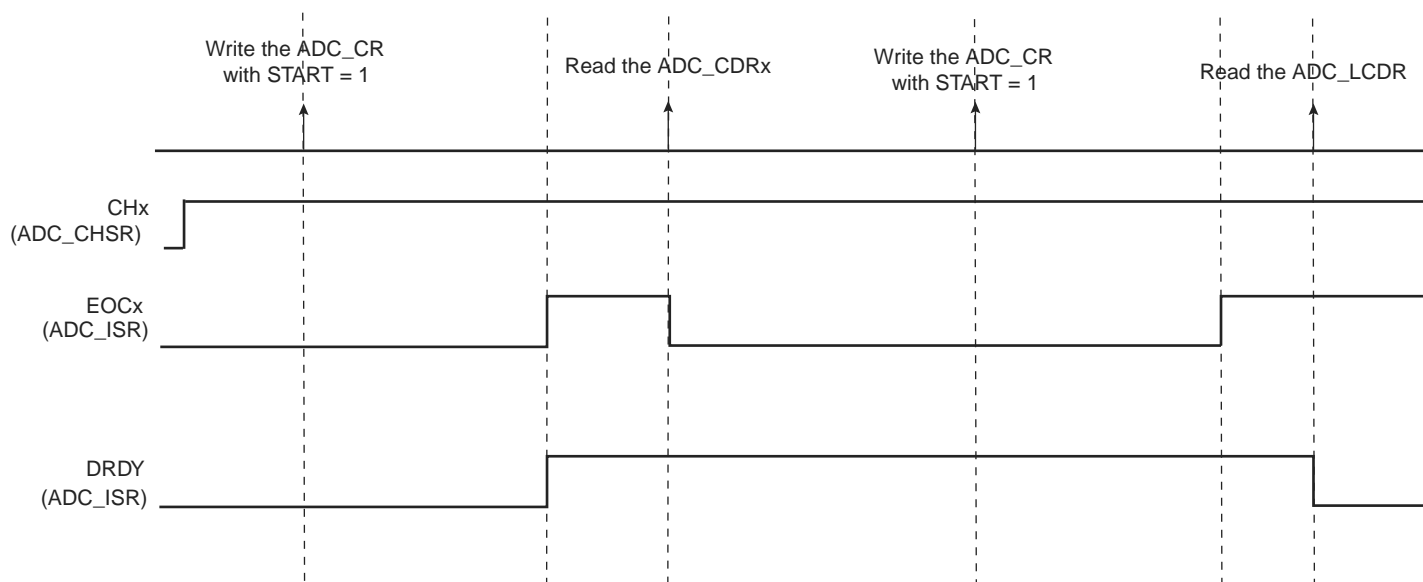 Write the ADC_CR
with START = 1
Read the ADC_CDRx
Write the ADC_CR
with START = 1
Read the ADC_LCDR
CHx
(ADC_CHSR)
EOCx
(ADC_ISR)
DRDY
(ADC_ISR)